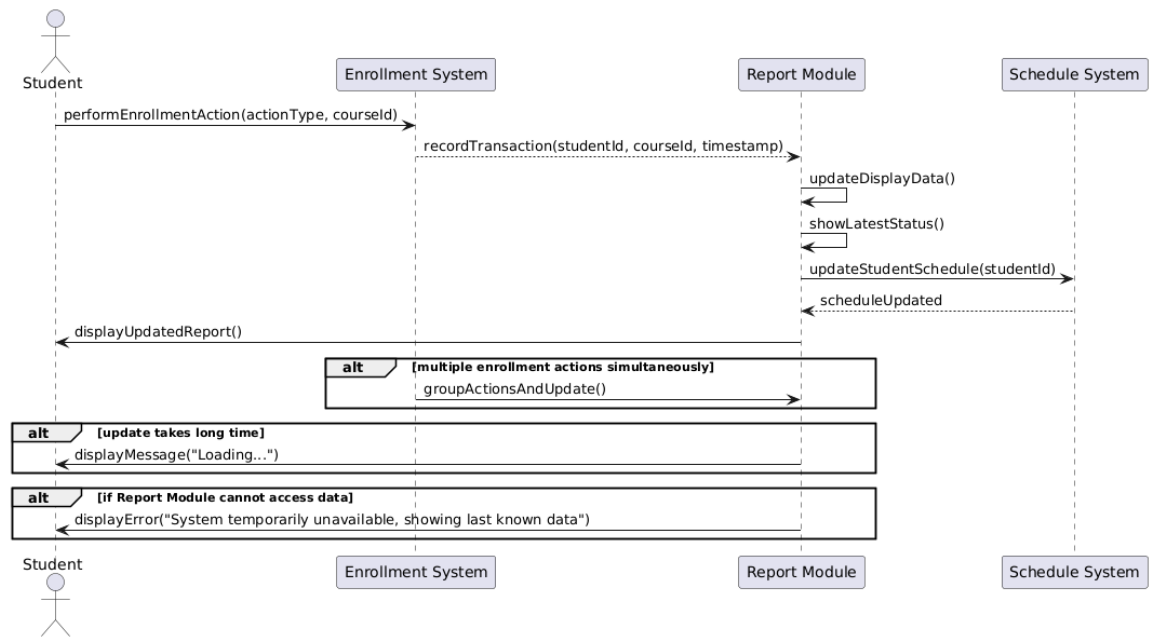 Student
Enrollment System
Report Module
Schedule System
performEnrollmentAction(actionType, courseId)
recordTransaction(studentId, courseId, timestamp)
updateDisplayData()
showLatestStatus()
updateStudentSchedule(studentId)
scheduleUpdated
displayUpdatedReport()
alt [multiple enrollment actions simultaneously]
groupActionsAndUpdate()
alt [update takes long time]
displayMessage("Loading...")
alt [if Report Module cannot access data]
displayError("System temporarily unavailable, showing last known data")
Student
Enrollment System
Report Module
Schedule System